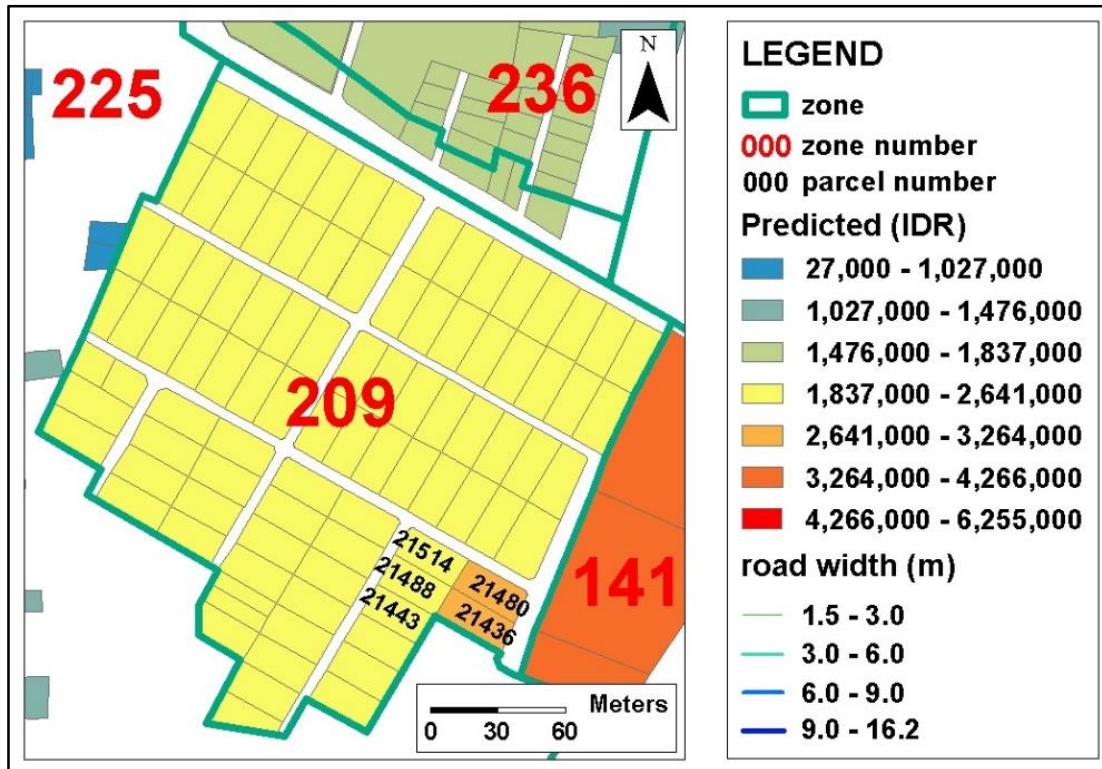 225
236
N
209
21514
21488
21443
21480
21436
141
Meters
0 30 60
LEGEND
zone
000 zone number
000 parcel number
Predicted (IDR)
27,000 - 1,027,000
1,027,000 - 1,476,000
1,476,000 - 1,837,000
1,837,000 - 2,641,000
2,641,000 - 3,264,000
3,264,000 - 4,266,000
4,266,000 - 6,255,000
road width (m)
1.5 - 3.0
3.0 - 6.0
6.0 - 9.0
9.0 - 16.2